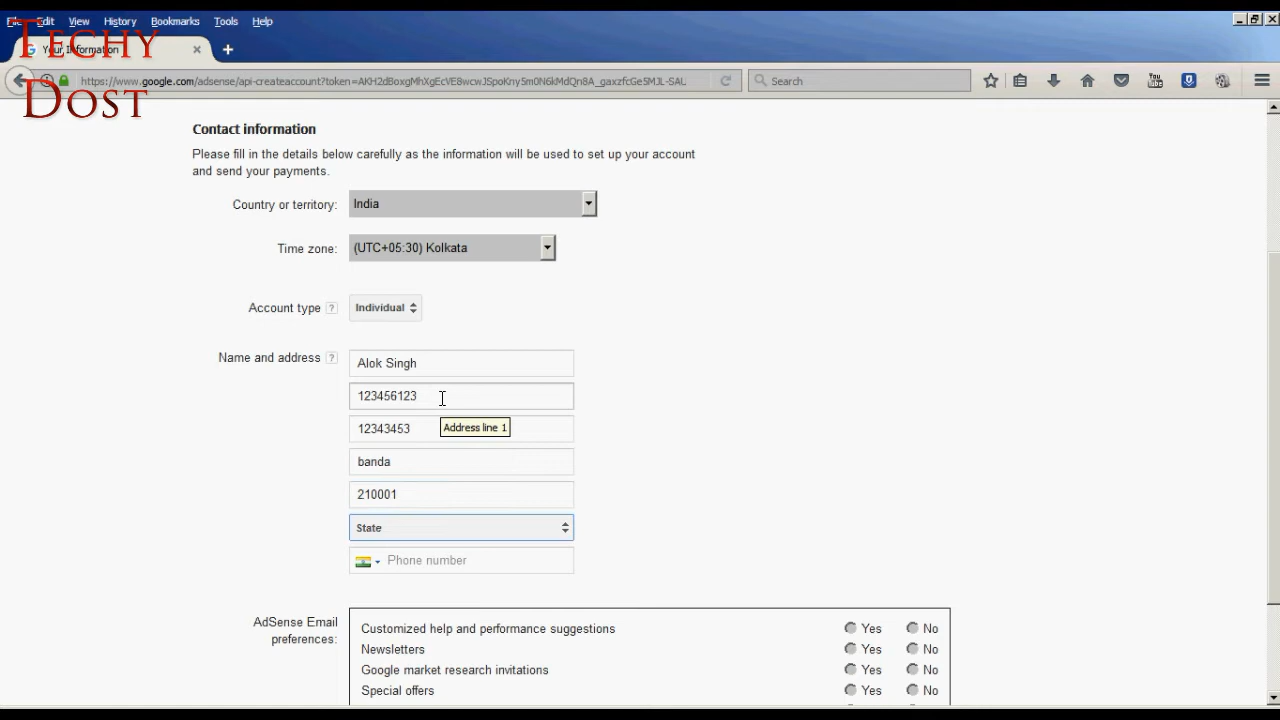 File Edit View History Bookmarks Tools Help
TECHY
DOST
Your Information
https://www.google.com/adsense/api-createaccount?token=AKH2dBoxgMhXgEcVE8wcwJSpoKny5m0N6kMdQn8A_gaxzfcGe5MJL-SAU
Search
Contact information
Please fill in the details below carefully as the information will be used to set up your account
and send your payments.
Country or territory: India
Time zone: (UTC+05:30) Kolkata
Account type ? Individual
Name and address ? Alok Singh
123456123
12343453 Address line 1
banda
210001
State
Phone number
AdSense Email
preferences:
Customized help and performance suggestions Yes No
Newsletters Yes No
Google market research invitations Yes No
Special offers Yes No